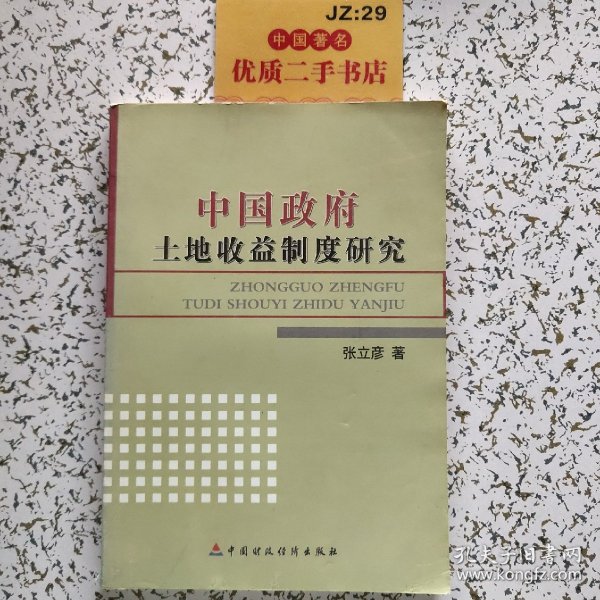 JZ:29
中国著名
优质二手书店
中国政府
土地收益制度研究
ZHONGGUO ZHENGFU
TUDI SHOUYI ZHIDU YANJIU
张立彦 著
中国财政经济出版社
孔夫子旧书网
www.kongfz.com